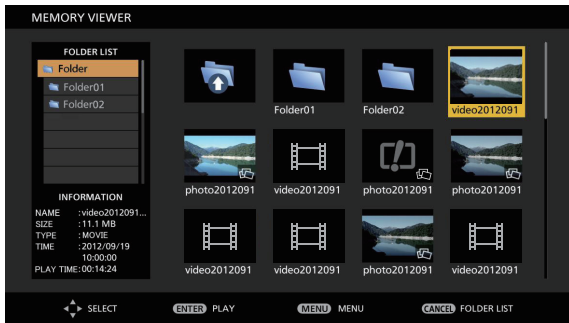 MEMORY VIEWER
FOLDER LIST
Folder
Folder01
Folder02
INFORMATION
NAME :video2012091...
SIZE :11.1 MB
TYPE :MOVIE
TIME :2012/09/19
10:00:00
PLAY TIME:00:14:24
Folder01
Folder02
video2012091
photo2012091
video2012091
photo2012091
photo2012091
video2012091
video2012091
photo2012091
video2012091
SELECT
ENTER PLAY
MENU MENU
CANCEL FOLDER LIST